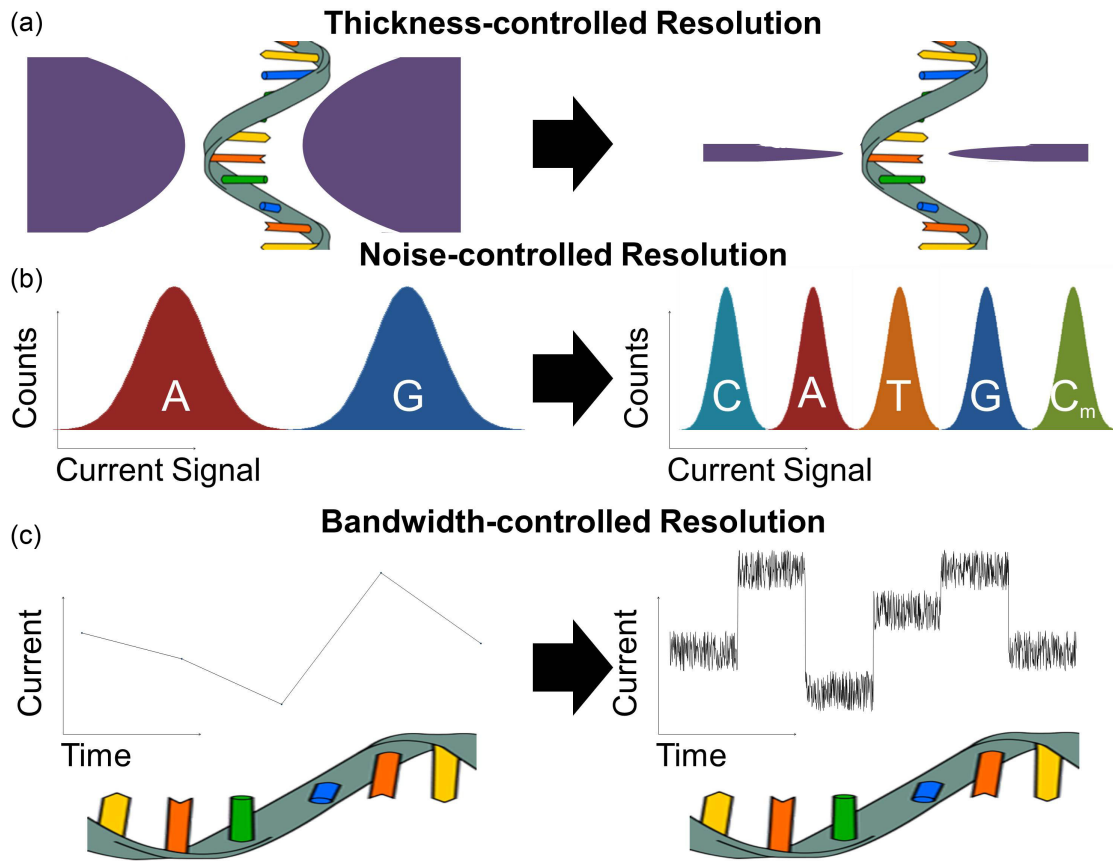 (a)
Thickness-controlled Resolution
Noise-controlled Resolution
(b)
Counts
A
G
Current Signal
Counts
C
A
T
G
Cm
Current Signal
Bandwidth-controlled Resolution
(c)
Current
Time
Current
Time